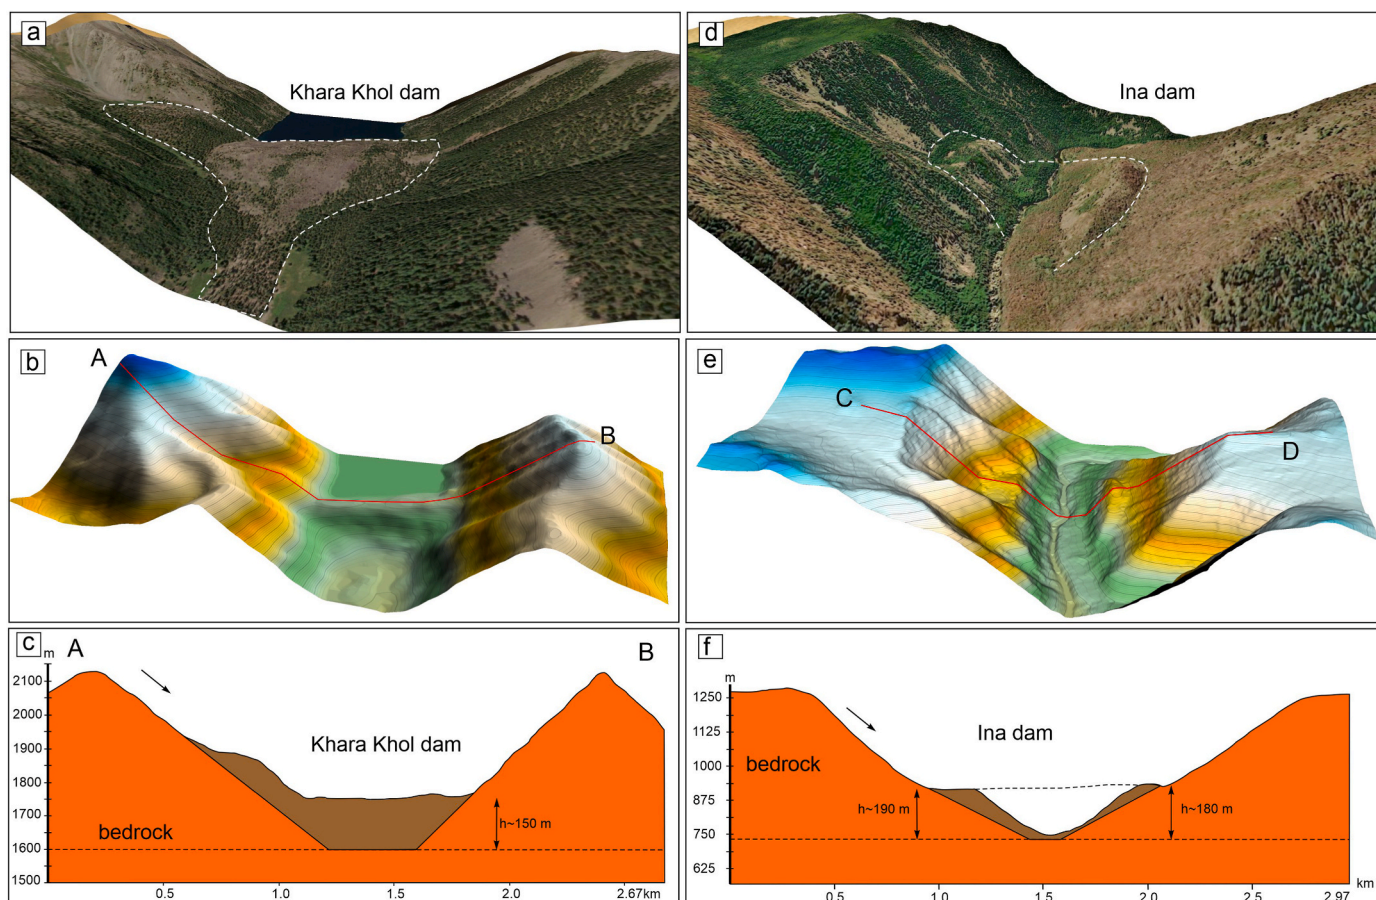 a
Khara Khol dam
d
Ina dam
b
A
B
e
C
D
c
m
A
B
2100
2000
1900
1800
1700
1600
1500
Khara Khol dam
bedrock
h~150 m
0.5
1.0
1.5
2.0
2.67km
f
m
1250
1125
1000
875
750
625
Ina dam
bedrock
h~190 m
h~180 m
0.5
1.0
1.5
2.0
2.5
2.97
km